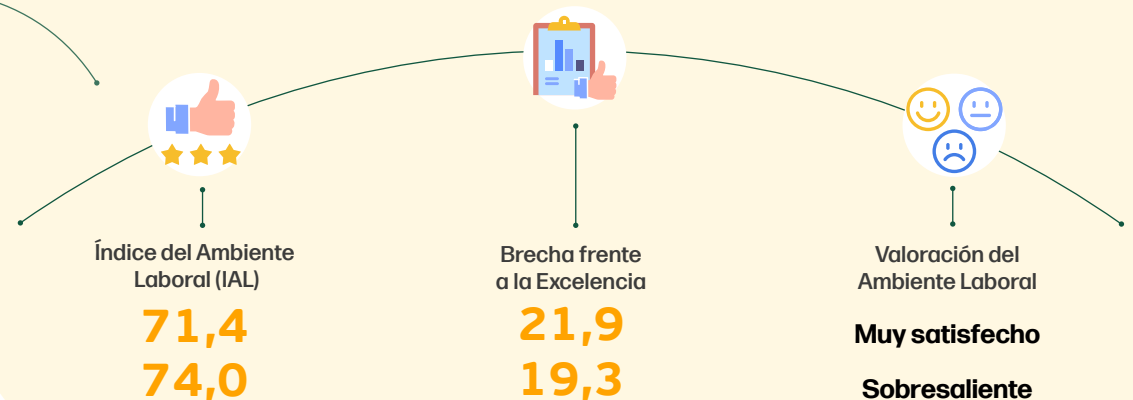 Índice del Ambiente
Laboral (IAL)
71,4
74,0
Brecha frente
a la Excelencia
21,9
19,3
Valoración del
Ambiente Laboral
Muy satisfecho
Sobresaliente